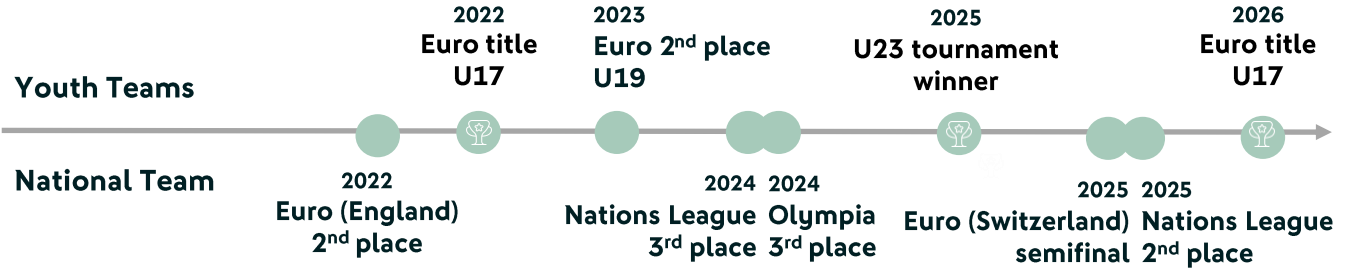 2022
Euro title
U17
2023
Euro 2nd place
U19
2025
U23 tournament
winner
2026
Euro title
U17
Youth Teams
National Team
2022
Euro (England)
2nd place
2024
Nations League
3rd place
2024
Olympia
3rd place
2025
Euro (Switzerland)
semifinal
2025
Nations League
2nd place